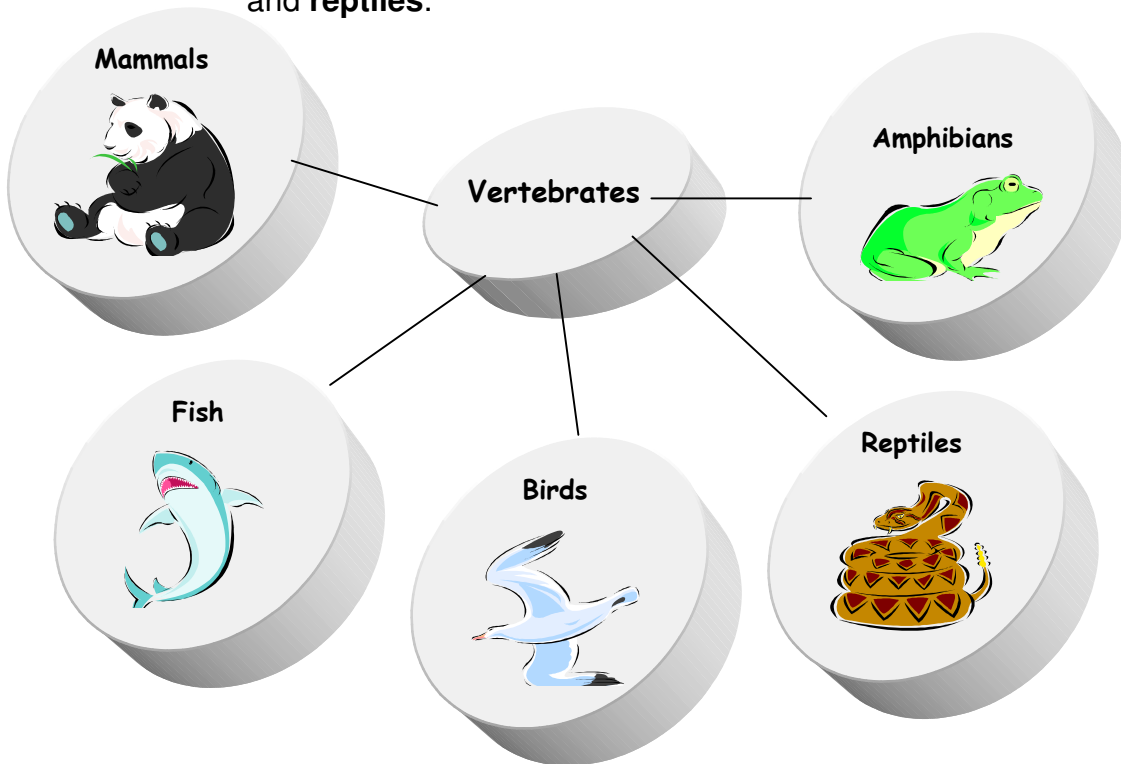 and reptiles.
Mammals
Vertebrates
Amphibians
Fish
Birds
Reptiles